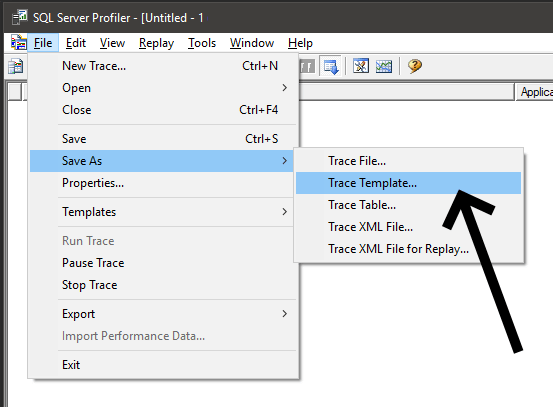 SQL Server Profiler - [Untitled - 1
File Edit View Replay Tools Window Help
New Trace... Ctrl+N
Open
Close Ctrl+F4
Save Ctrl+S
Save As
Properties...
Templates
Run Trace
Pause Trace
Stop Trace
Export
Import Performance Data...
Exit
Applica
Trace File...
Trace Template...
Trace Table...
Trace XML File...
Trace XML File for Replay...